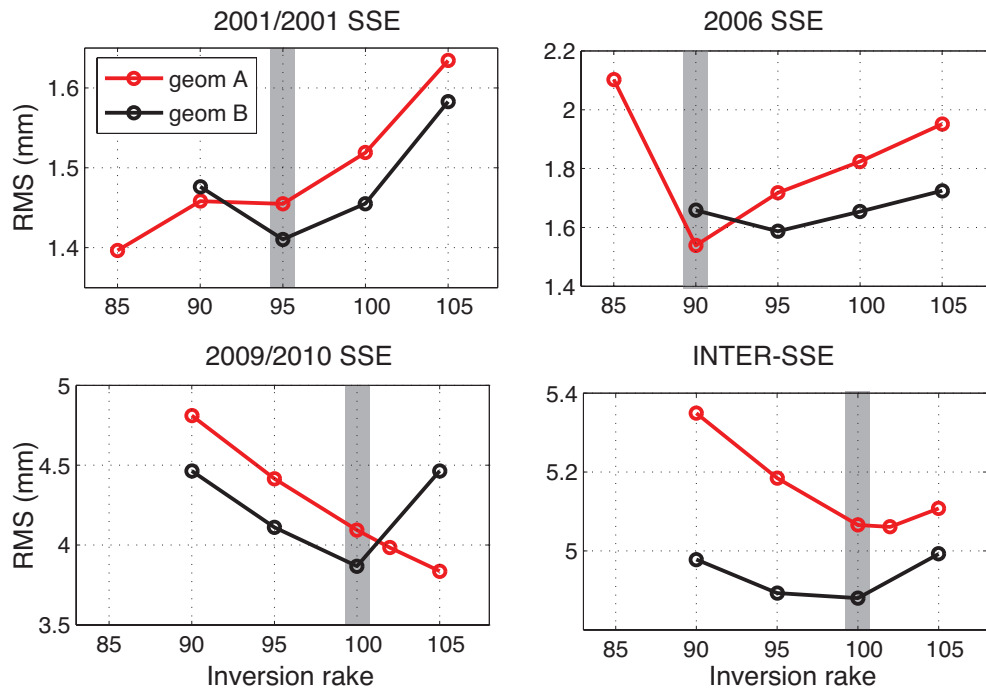 2001/2001 SSE
RMS (mm)
1.6
1.5
1.4
geom A
geom B
85 90 95 100 105
2006 SSE
2.2
2
1.8
1.6
1.4
85 90 95 100 105
2009/2010 SSE
RMS (mm)
5
4.5
4
3.5
85 90 95 100 105
Inversion rake
INTER-SSE
5.4
5.2
5
85 90 95 100 105
Inversion rake